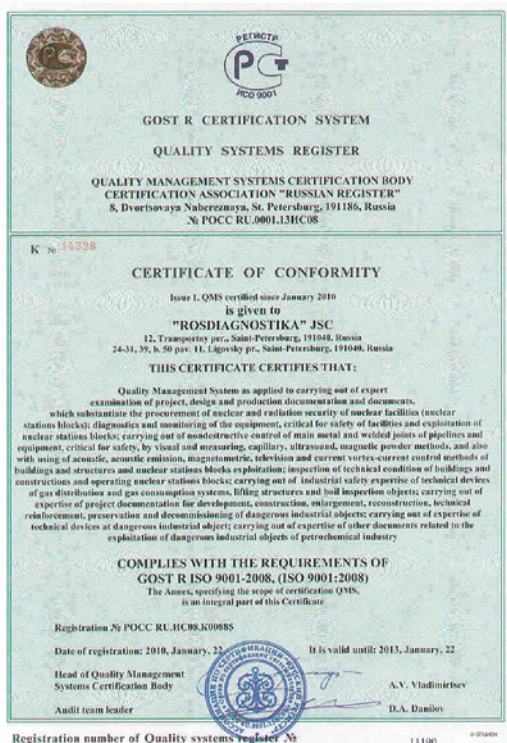 РЕГИСТР
РСТ
ИСО 9001
GOST R CERTIFICATION SYSTEM
QUALITY SYSTEMS REGISTER
QUALITY MANAGEMENT SYSTEMS CERTIFICATION BODY
CERTIFICATION ASSOCIATION "RUSSIAN REGISTER"
8, Dvortsovaya Nabereznaya, St. Petersburg, 191186, Russia
№ РОСС RU.0001.13ИС08
К № 14328
CERTIFICATE OF CONFORMITY
Issue 1. QMS certified since January 2010
is given to
"ROSDIAGNOSTIKA" JSC
12, Transportny per., Saint-Petersburg, 191040, Russia
24-31, 39, b. 50 pav. 11, Ligovsky pr., Saint-Petersburg, 191040, Russia
THIS CERTIFICATE CERTIFIES THAT:
Quality Management System as applied to carrying out of expert
examination of project, design and production documentation and documents,
which substantiate the procurement of nuclear and radiation security of nuclear facilities (nuclear
stations blocks); diagnostics and monitoring of the equipment, critical for safety of facilities and exploitation of
nuclear stations blocks; carrying out of nondestructive control of main metal and welded joints of pipelines and
equipment, critical for safety, by visual and measuring, capillary, ultrasound, magnetic powder methods, and also
with using of acoustic, acoustic emission, magnetometric, television and current vortex-current control methods of
buildings and structures and nuclear stations blocks exploitation; inspection of technical condition of buildings and
constructions and operating nuclear stations blocks; carrying out of industrial safety expertise of technical devices
of gas distribution and gas consumption systems, lifting structures and boil inspection objects; carrying out of
expertise of project documentation for development, construction, enlargement, reconstruction, technical
reinforcement, preservation and decommissioning of dangerous industrial objects; carrying out of expertise of
technical devices at dangerous industrial object; carrying out of expertise of other documents related to the
exploitation of dangerous industrial objects of petrochemical industry
COMPLIES WITH THE REQUIREMENTS OF
GOST R ISO 9001-2008, (ISO 9001:2008)
The Annex, specifying the scope of certification QMS,
is an integral part of this Certificate
Registration № РОСС RU.ИС08.К00885
Date of registration: 2010, January, 22 It is valid until: 2013, January, 22
Head of Quality Management
Systems Certification Body A.V. Vladimirtsev
Audit team leader D.A. Danilov
Registration number of Quality systems register № 11190